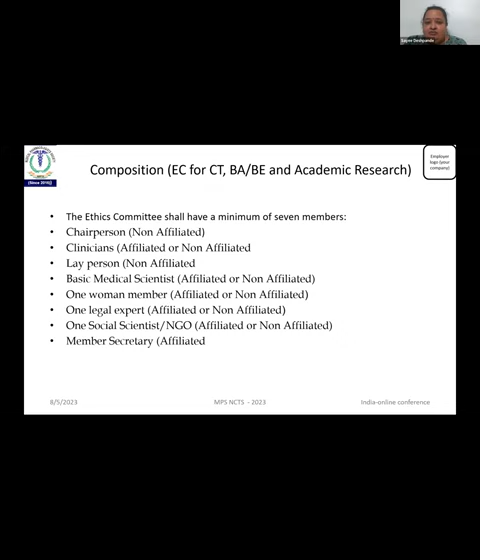 Deshpande
Composition (EC for CT, BA/BE and Academic Research)
Employer
logo (your
company)
(Since 2016)
• The Ethics Committee shall have a minimum of seven members:
• Chairperson (Non Affiliated)
• Clinicians (Affiliated or Non Affiliated
• Lay person (Non Affiliated
• Basic Medical Scientist (Affiliated or Non Affiliated)
• One woman member (Affiliated or Non Affiliated)
• One legal expert (Affiliated or Non Affiliated)
• One Social Scientist/NGO (Affiliated or Non Affiliated)
• Member Secretary (Affiliated
8/5/2023
MPS NCTS - 2023
India-online conference